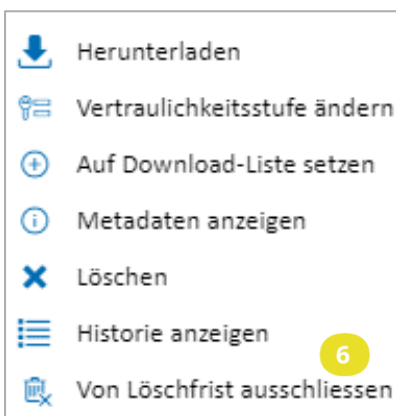 Herunterladen
Vertraulichkeitsstufe ändern
Auf Download-Liste setzen
Metadaten anzeigen
Löschen
Historie anzeigen
6
Von Löschfrist ausschliessen